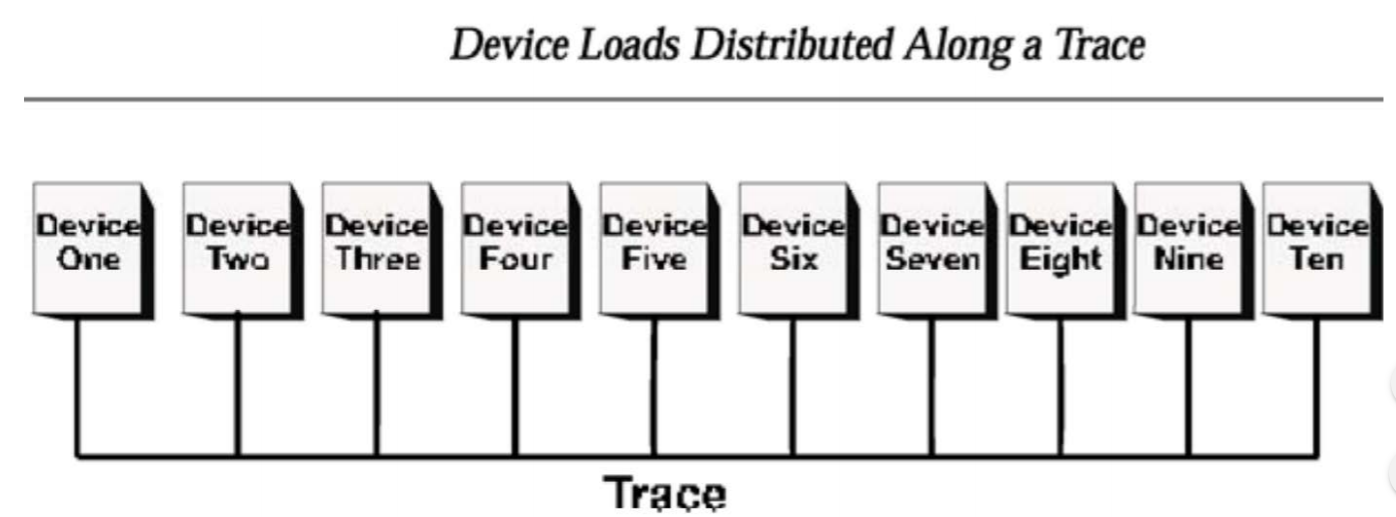 Device Loads Distributed Along a Trace
Device One
Device Two
Device Three
Device Four
Device Five
Device Six
Device Seven
Device Eight
Device Nine
Device Ten
Trace